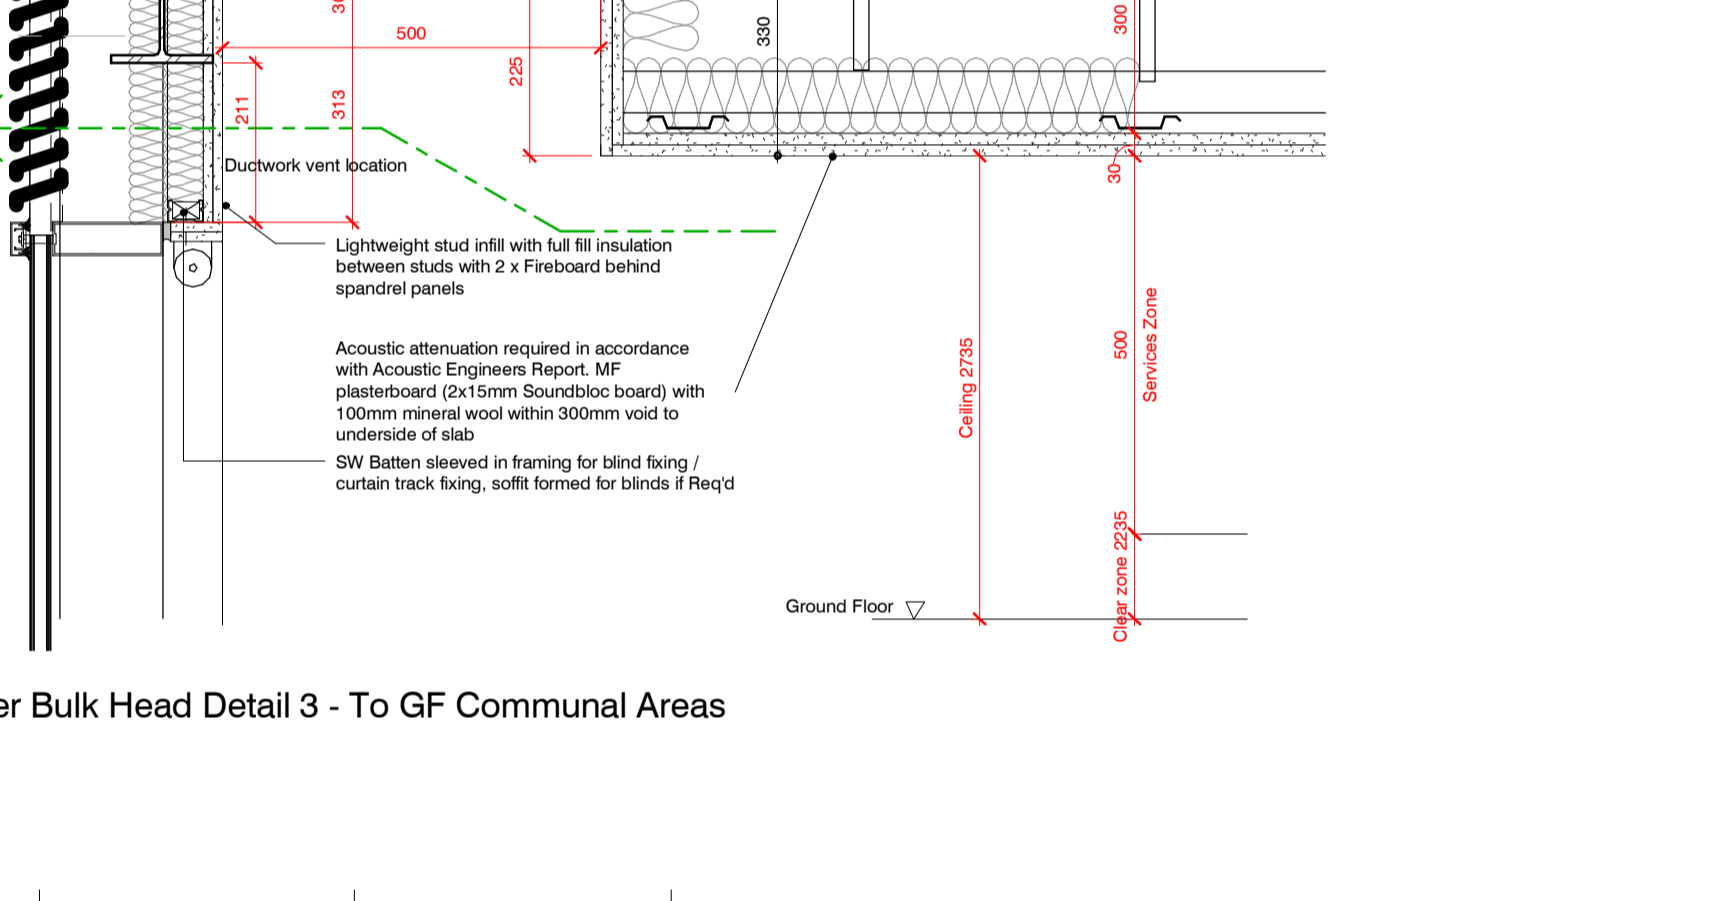 300
330
500
225
211
313
Ductwork vent location
30
Lightweight stud infill with full fill insulation
between studs with 2 x Fireboard behind
spandrel panels
Acoustic attenuation required in accordance
with Acoustic Engineers Report. MF
plasterboard (2x15mm Soundbloc board) with
100mm mineral wool within 300mm void to
underside of slab
SW Batten sleeved in framing for blind fixing /
curtain track fixing, soffit formed for blinds if Req'd
Ceiling 2735
500
Services Zone
Clear zone 2235
Ground Floor
er Bulk Head Detail 3 - To GF Communal Areas